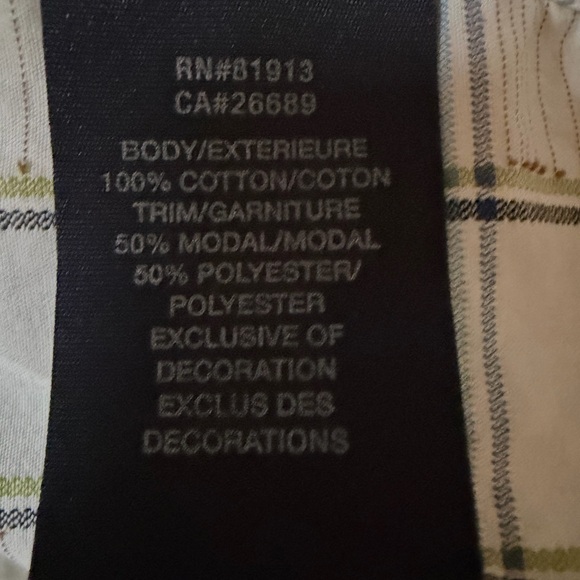 RN#81913
CA#26689
BODY/EXTERIEURE
100% COTTON/COTON
TRIM/GARNITURE
50% MODAL/MODAL
50% POLYESTER/
POLYESTER
EXCLUSIVE OF
DECORATION
EXCLUS DES
DECORATIONS